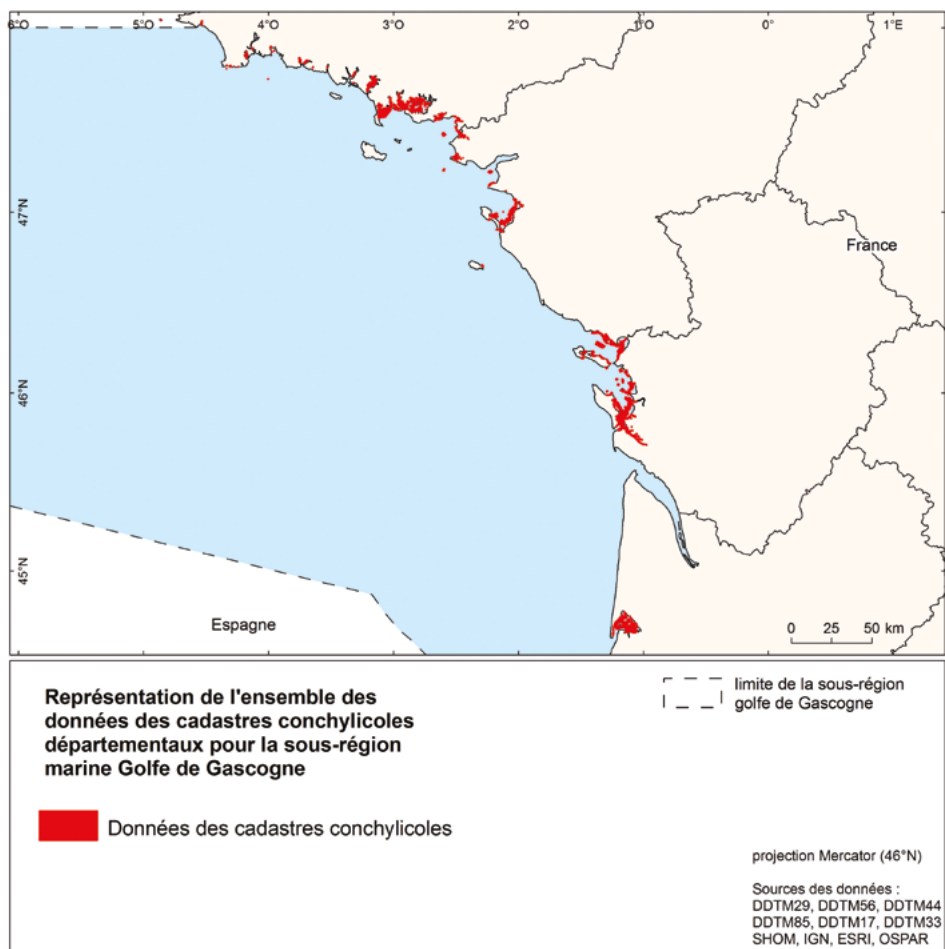 6°O 5°O 4°O 3°O 2°O 1°O 0° 1°E
47°N
France
46°N
45°N
Espagne
0 25 50 km
Représentation de l'ensemble des
données des cadastres conchylicoles
départementaux pour la sous-région
marine Golfe de Gascogne
limite de la sous-région
golfe de Gascogne
Données des cadastres conchylicoles
projection Mercator (46°N)
Sources des données :
DDTM29, DDTM56, DDTM44
DDTM85, DDTM17, DDTM33
SHOM, IGN, ESRI, OSPAR